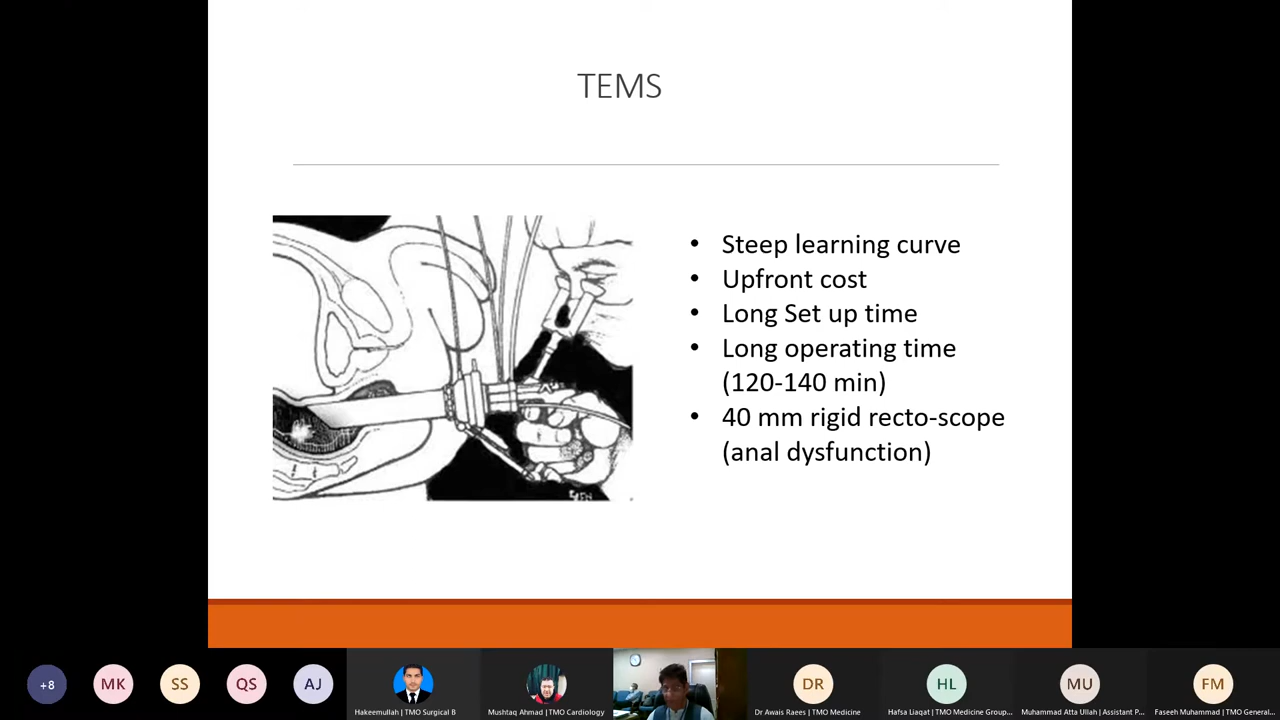 TEMS
• Steep learning curve
• Upfront cost
• Long Set up time
• Long operating time
(120-140 min)
• 40 mm rigid recto-scope
(anal dysfunction)
+8
MK
SS
QS
AJ
DR
HL
MU
FM
Hakeemullah | TMO Surgical B
Mushtaq Ahmad | TMO Cardiology
Dr Awais Raees | TMO Medicine
Hafsa Liaqat | TMO Medicine Group...
Muhammad Atta Ullah | Assistant P...
Faseeh Muhammad | TMO General...